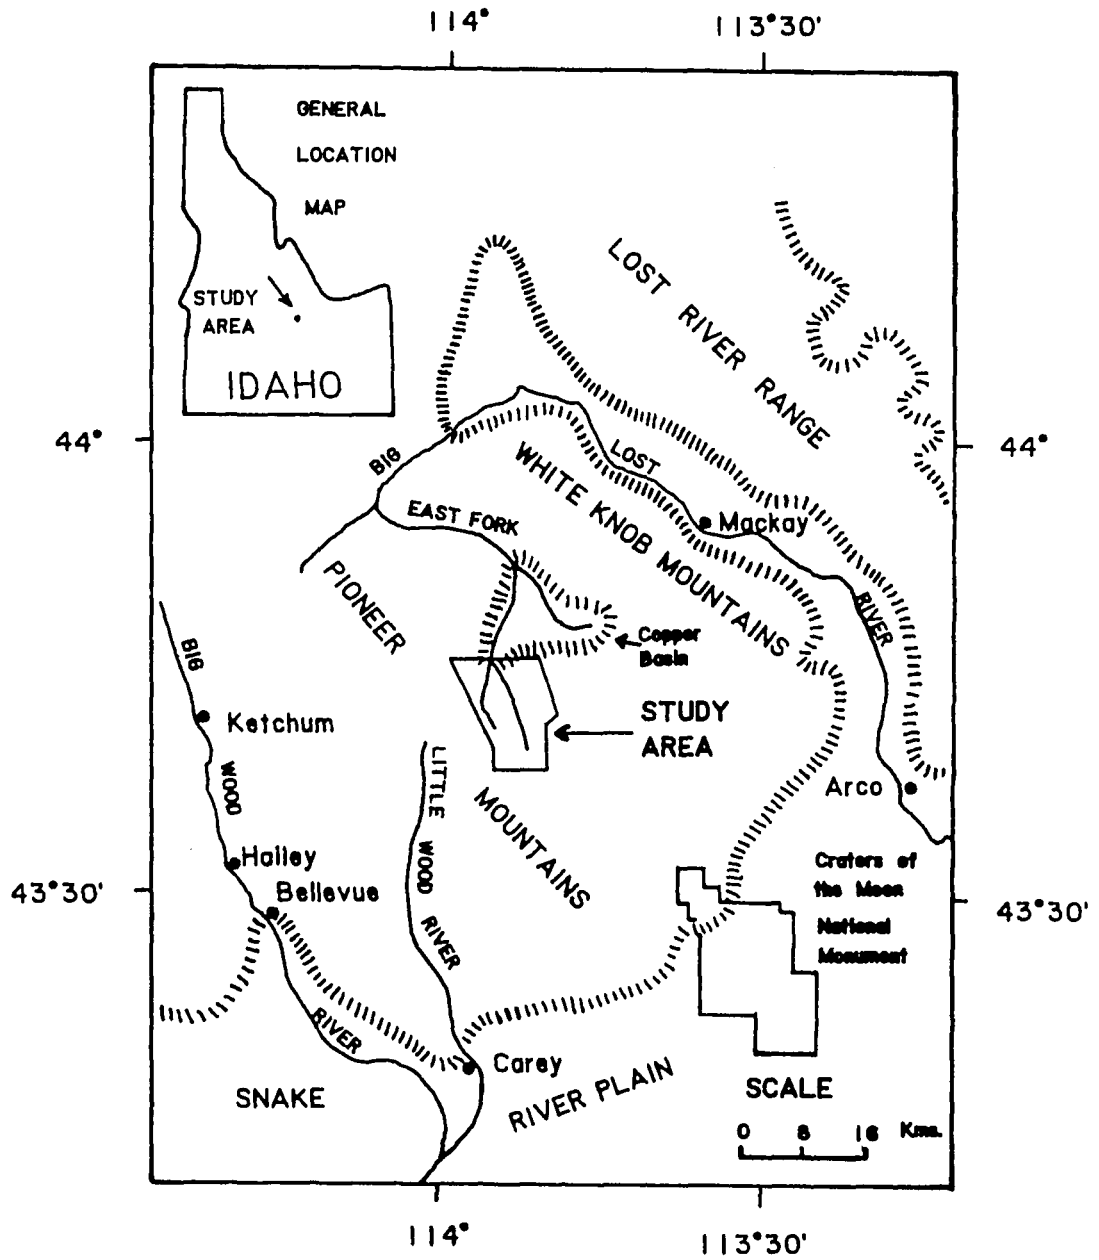 114°
113°30'
GENERAL
LOCATION
MAP
STUDY
AREA
IDAHO
LOST RIVER RANGE
44°
44°
BIG
LOST
RIVER
WHITE KNOB MOUNTAINS
Mackay
EAST FORK
PIONEER
MOUNTAINS
Copper
Basin
STUDY
AREA
BIG
WOOD
RIVER
Ketchum
LITTLE
WOOD
RIVER
Arco
Hailey
Bellevue
43°30'
43°30'
Craters of
the Moon
National
Monument
Carey
SNAKE
RIVER PLAIN
SCALE
0 8 16 Kms.
114°
113°30'